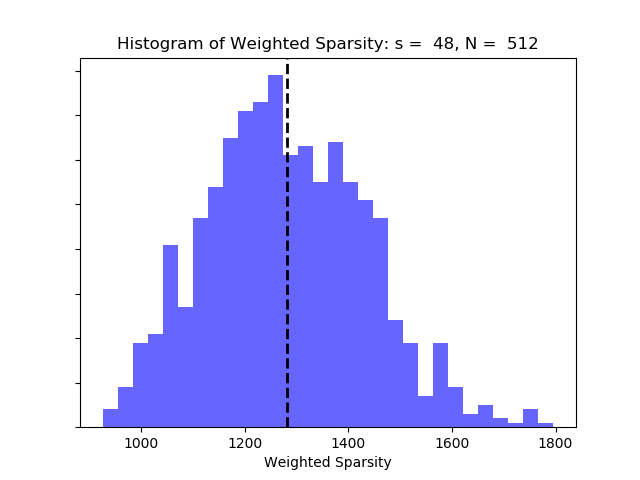 Histogram of Weighted Sparsity: s =  48, N =  512
1000 1200 1400 1600 1800
Weighted Sparsity